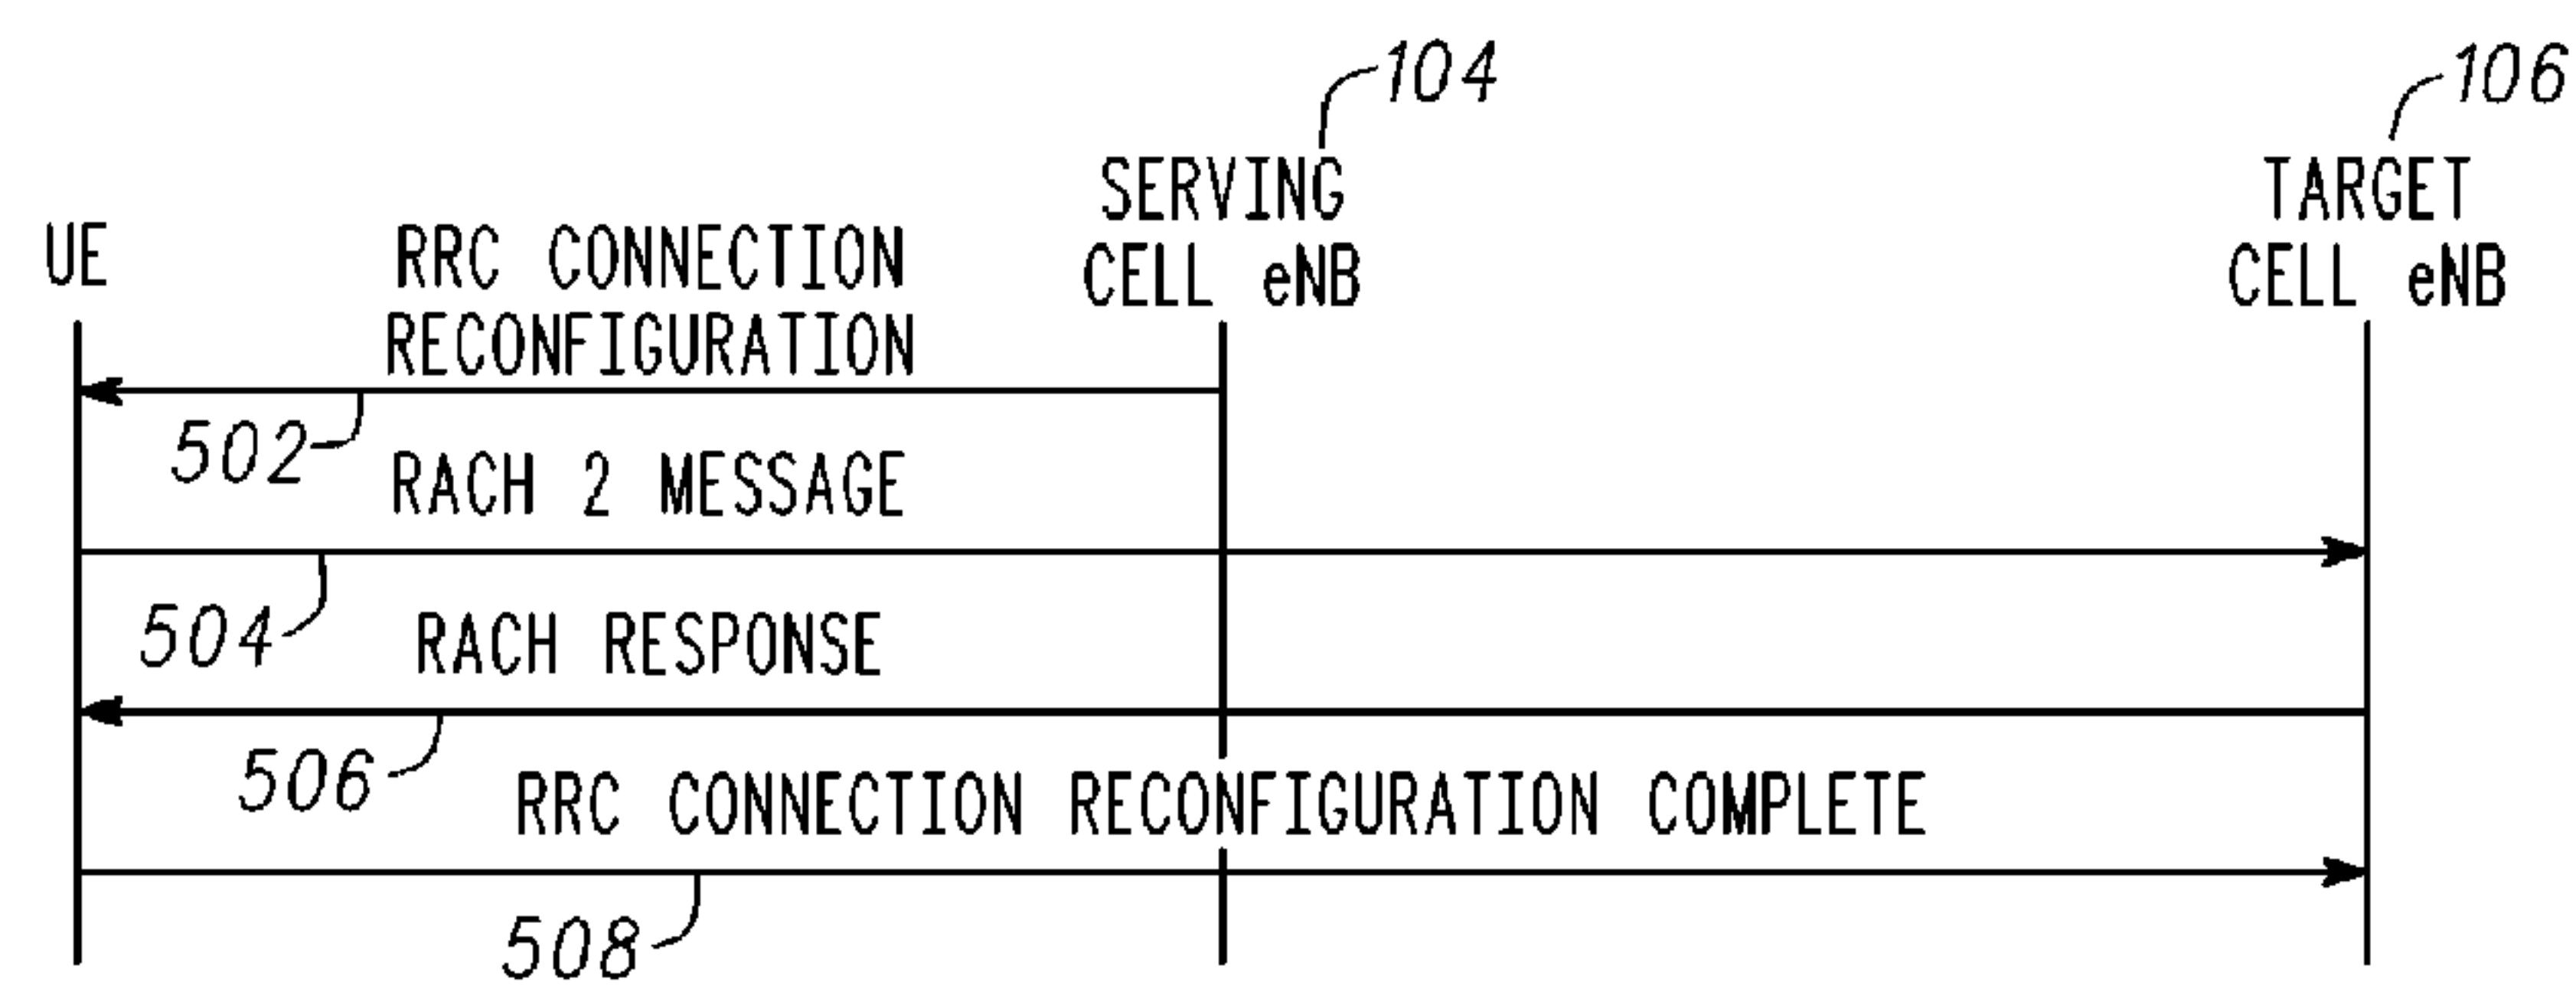 104
106
SERVING
CELL eNB
TARGET
CELL eNB
UE
RRC CONNECTION
RECONFIGURATION
502
RACH 2 MESSAGE
504
RACH RESPONSE
506
RRC CONNECTION RECONFIGURATION COMPLETE
508